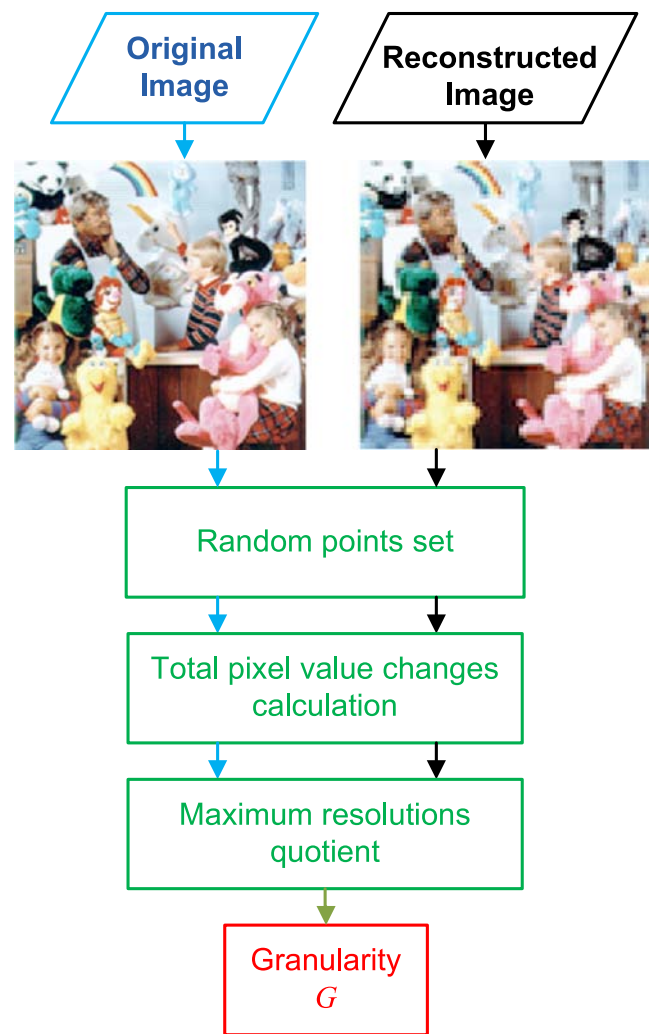 Original
Image
Reconstructed
Image
Random points set
Total pixel value changes
calculation
Maximum resolutions
quotient
Granularity
G